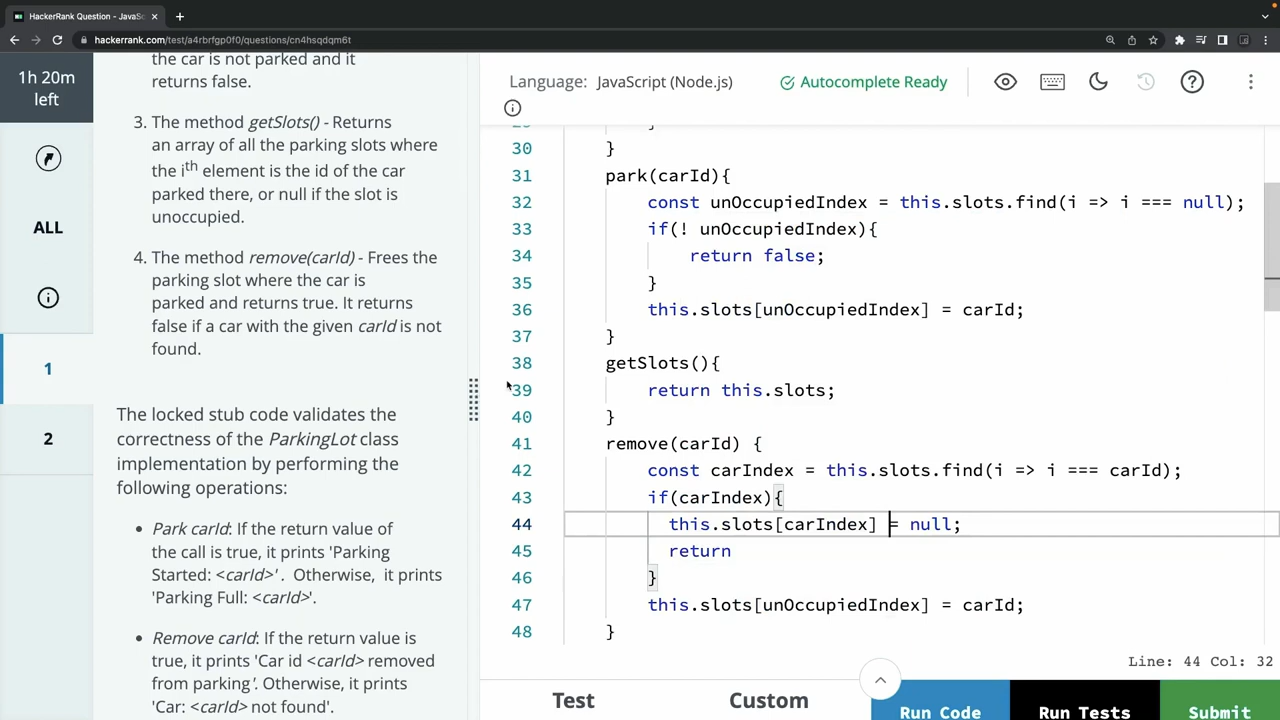 HackerRank Question - JavaSc
hackerrank.com/test/a4rbrfgp0f0/questions/cn4hsqdqm6t
1h 20m
left
ALL
1
2
the car is not parked and it
returns false.
3. The method getSlots() - Returns
an array of all the parking slots where
the ith element is the id of the car
parked there, or null if the slot is
unoccupied.
4. The method remove(carId) - Frees the
parking slot where the car is
parked and returns true. It returns
false if a car with the given carId is not
found.
The locked stub code validates the
correctness of the ParkingLot class
implementation by performing the
following operations:
• Park carId: If the return value of
the call is true, it prints 'Parking
Started: <carId>'. Otherwise, it prints
'Parking Full: <carId>'.
• Remove carId: If the return value is
true, it prints 'Car id <carId> removed
from parking'. Otherwise, it prints
'Car: <carId> not found'.
Language: JavaScript (Node.js)
Autocomplete Ready
29 }
30 }
31 park(carId){
32 const unOccupiedIndex = this.slots.find(i => i === null);
33 if(! unOccupiedIndex){
34 return false;
35 }
36 this.slots[unOccupiedIndex] = carId;
37 }
38 getSlots(){
39 return this.slots;
40 }
41 remove(carId) {
42 const carIndex = this.slots.find(i => i === carId);
43 if(carIndex){
44 this.slots[carIndex] = null;
45 return
46 }
47 this.slots[unOccupiedIndex] = carId;
48 }
Line: 44 Col: 32
Test
Custom
Run Code
Run Tests
Submit